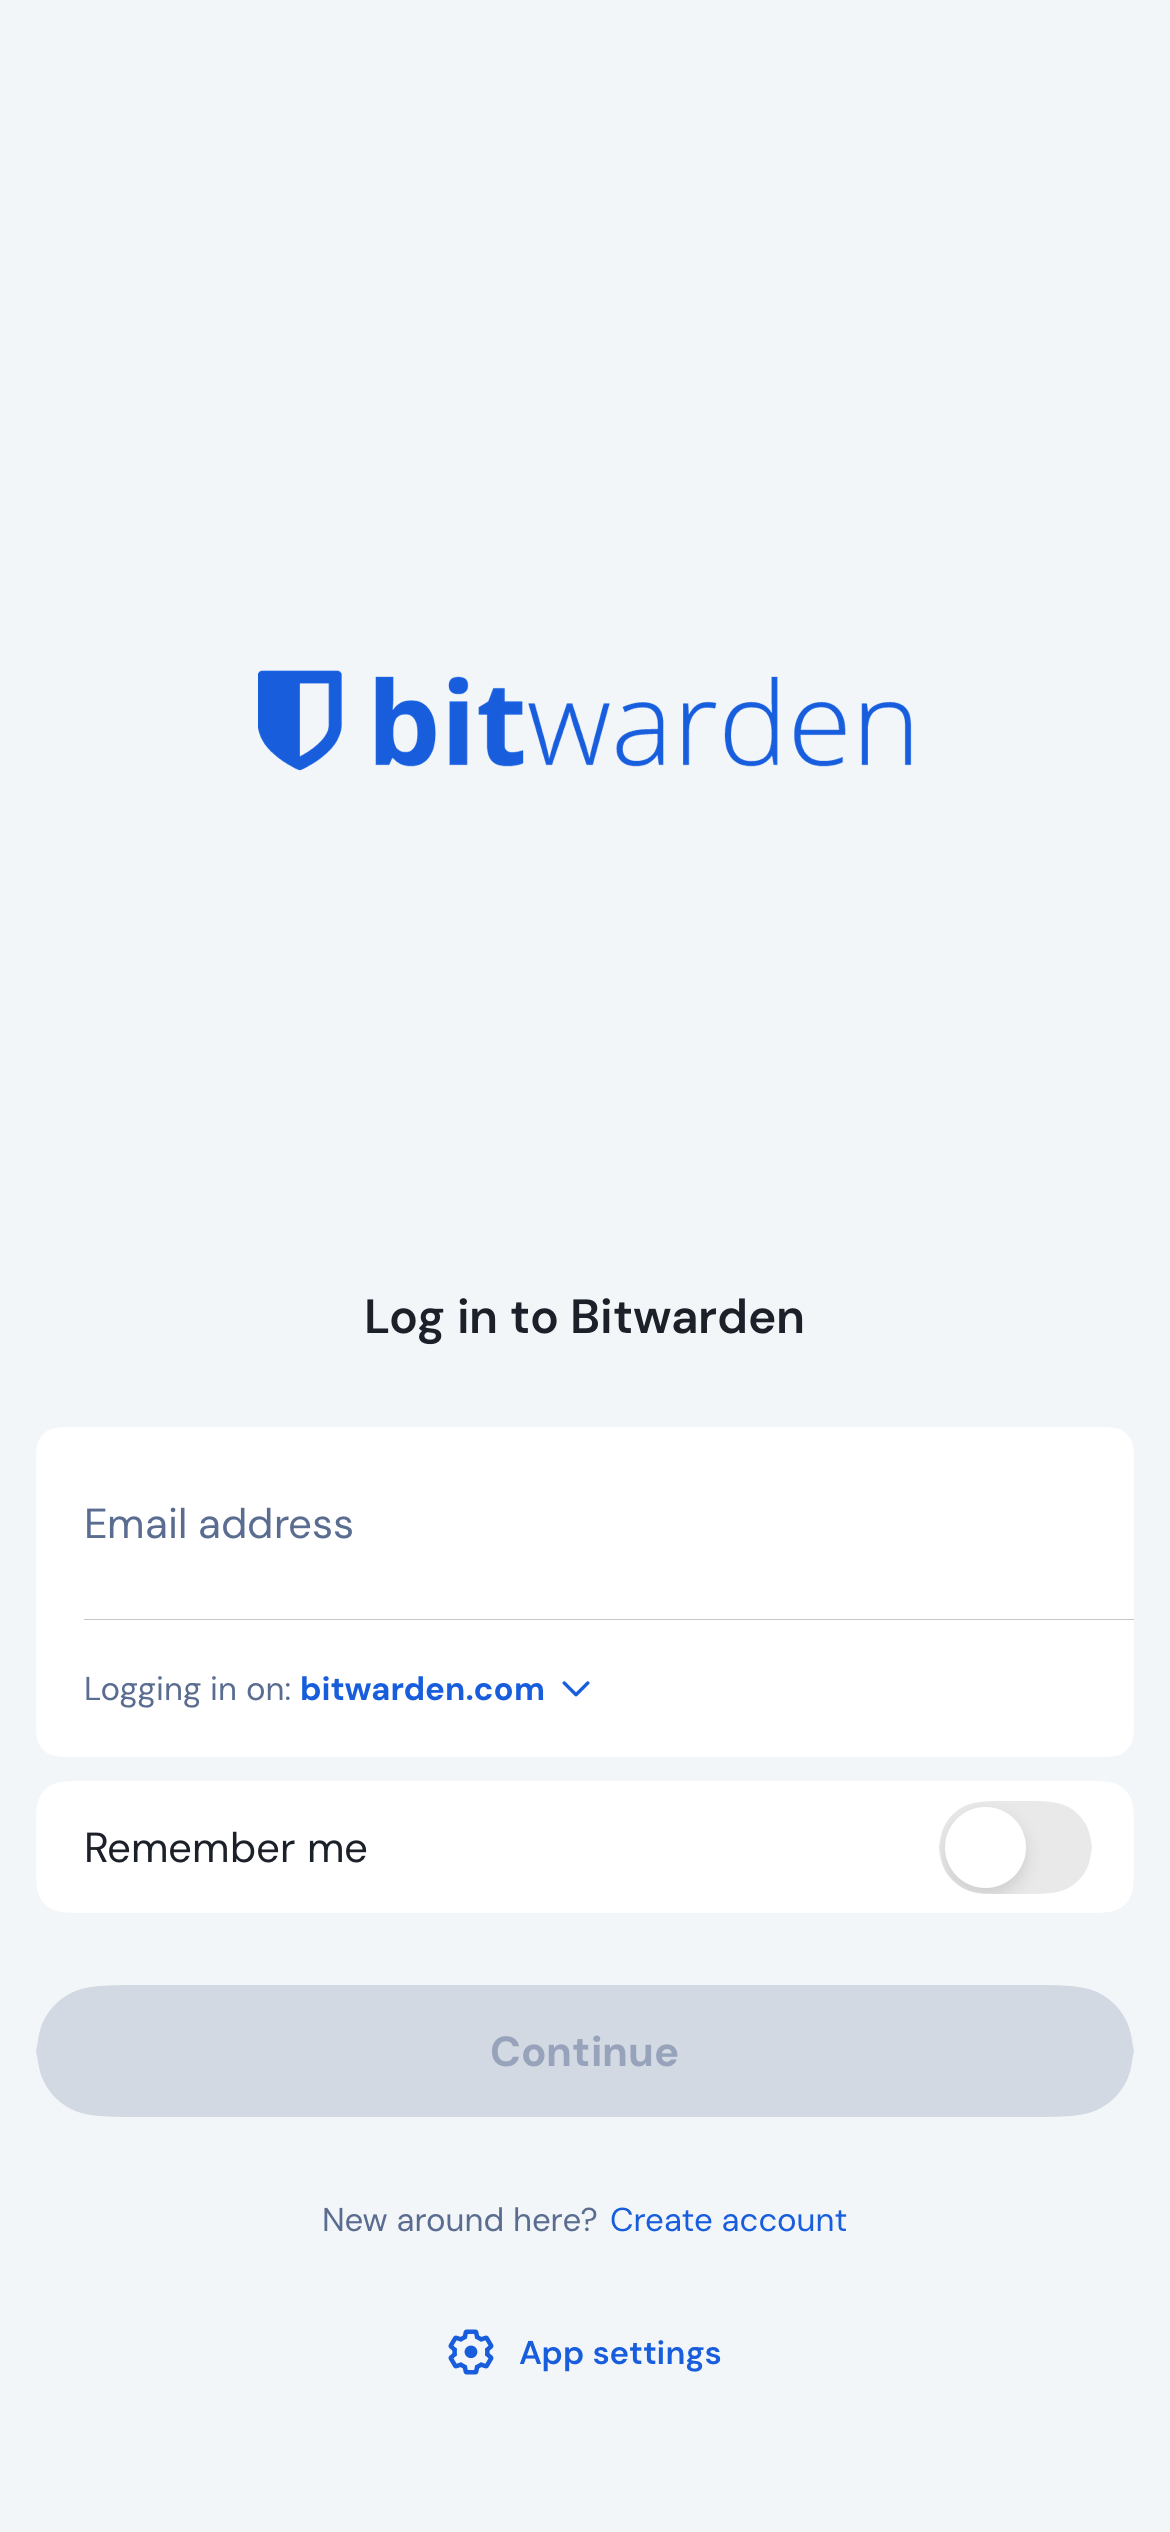 bitwarden
Log in to Bitwarden
Email address
Logging in on: bitwarden.com
Remember me
Continue
New around here? Create account
App settings